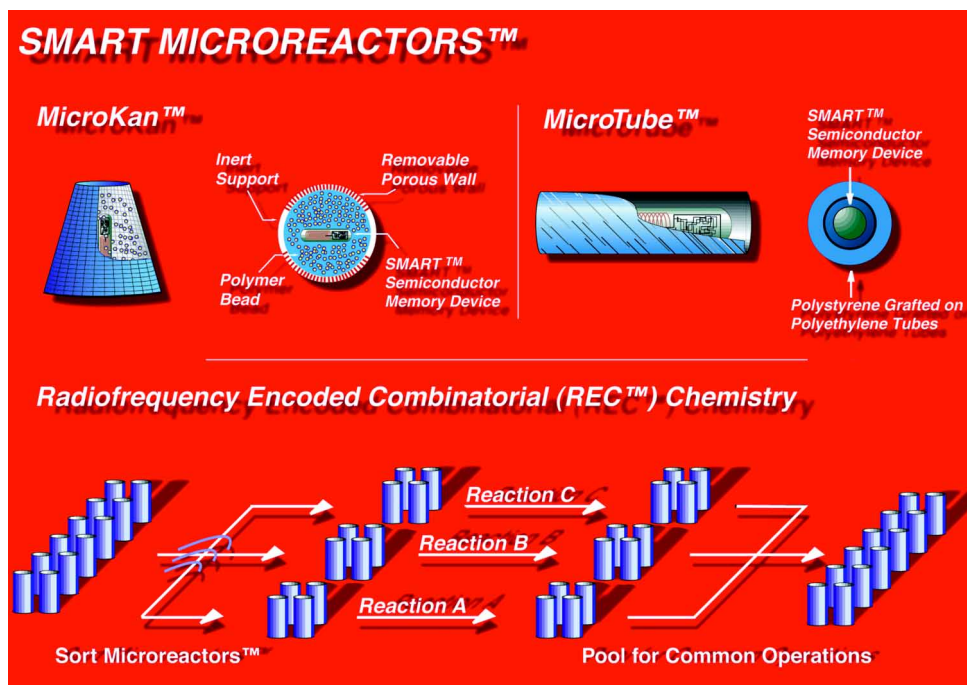 SMART MICROREACTORS™
MicroKan™
Inert
Support
Removable
Porous Wall
Polymer
Bead
SMART™
Semiconductor
Memory Device
MicroTube™
SMART™
Semiconductor
Memory Device
Polystyrene Grafted on
Polyethylene Tubes
Radiofrequency Encoded Combinatorial (REC™) Chemistry
Reaction C
Reaction B
Reaction A
Sort Microreactors™
Pool for Common Operations